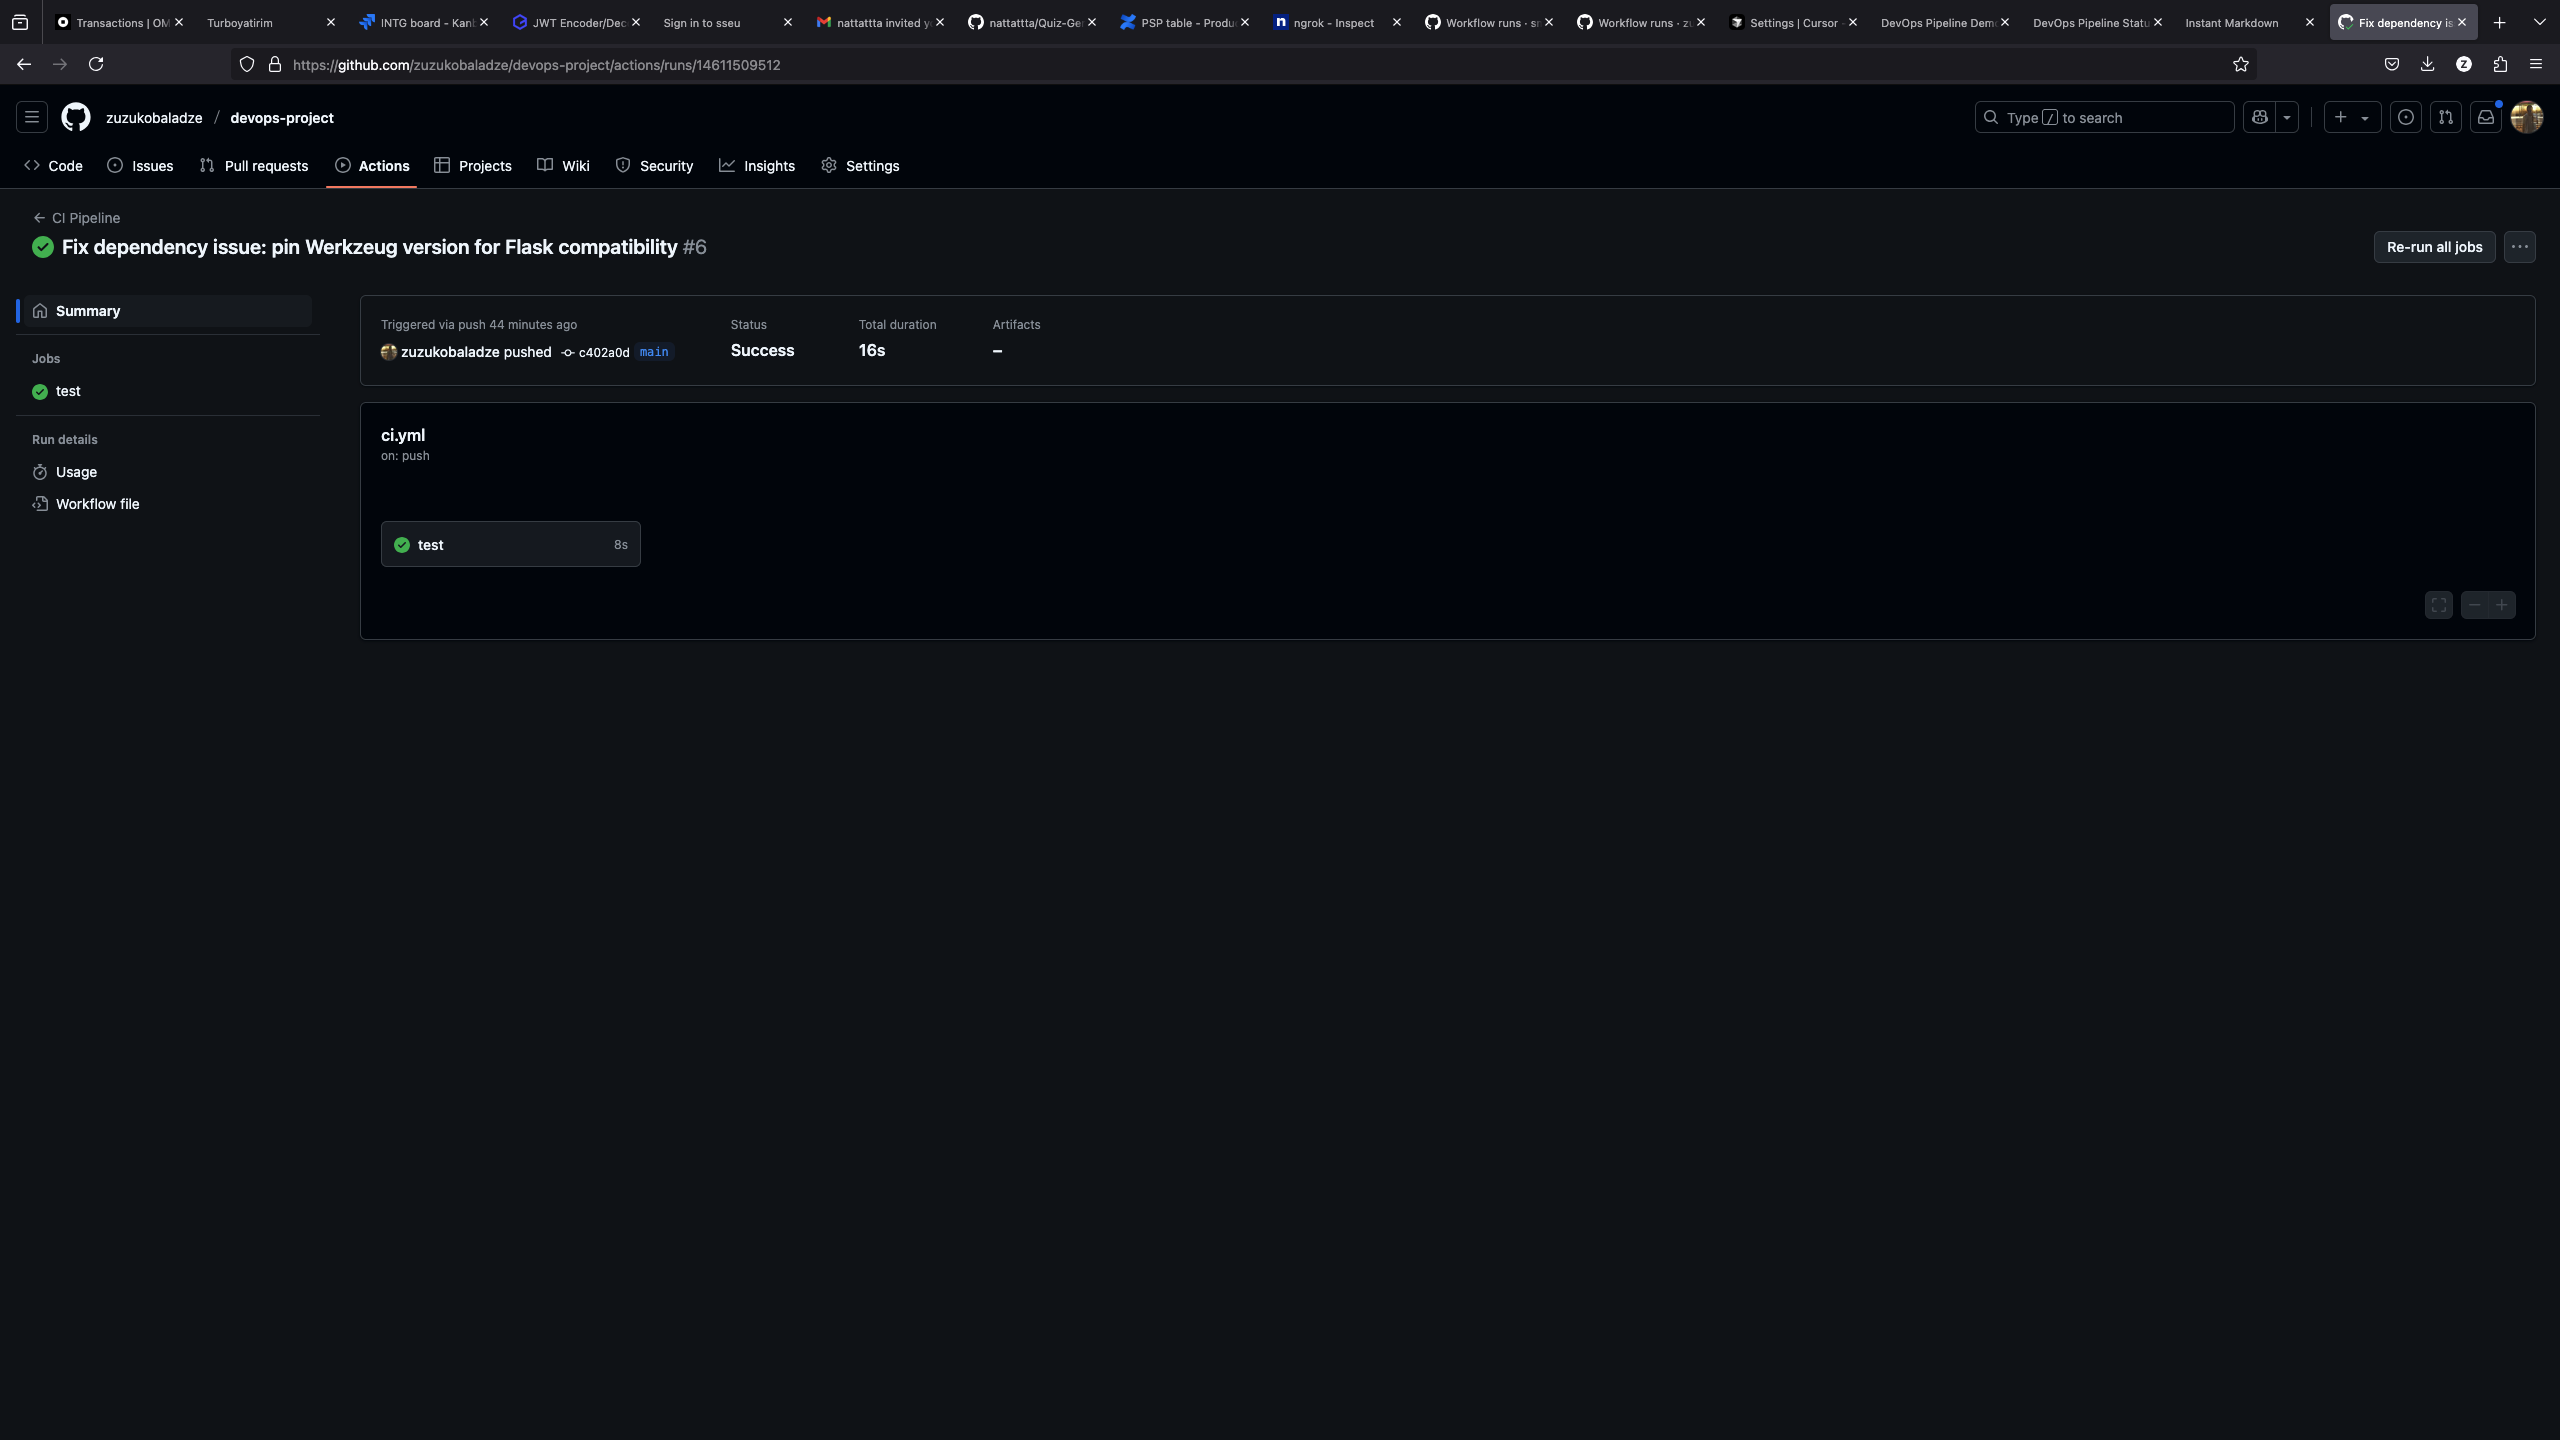 Transactions | OM
Turboyatirim
INTG board - Kan
JWT Encoder/Dec
Sign in to sseu
nattattta invited y
nattattta/Quiz-Ge
PSP table - Produ
ngrok - Inspect
Workflow runs · sn
Workflow runs · zu
Settings | Cursor -
DevOps Pipeline Dem
DevOps Pipeline Statu
Instant Markdown
Fix dependency is
https://github.com/zuzukobaladze/devops-project/actions/runs/14611509512
Z
zuzukobaladze / devops-project
Type / to search
Code
Issues
Pull requests
Actions
Projects
Wiki
Security
Insights
Settings
CI Pipeline
Fix dependency issue: pin Werkzeug version for Flask compatibility #6
Re-run all jobs
Summary
Jobs
test
Run details
Usage
Workflow file
Triggered via push 44 minutes ago
zuzukobaladze pushed c402a0d main
Status
Success
Total duration
16s
Artifacts
–
ci.yml
on: push
test 8s